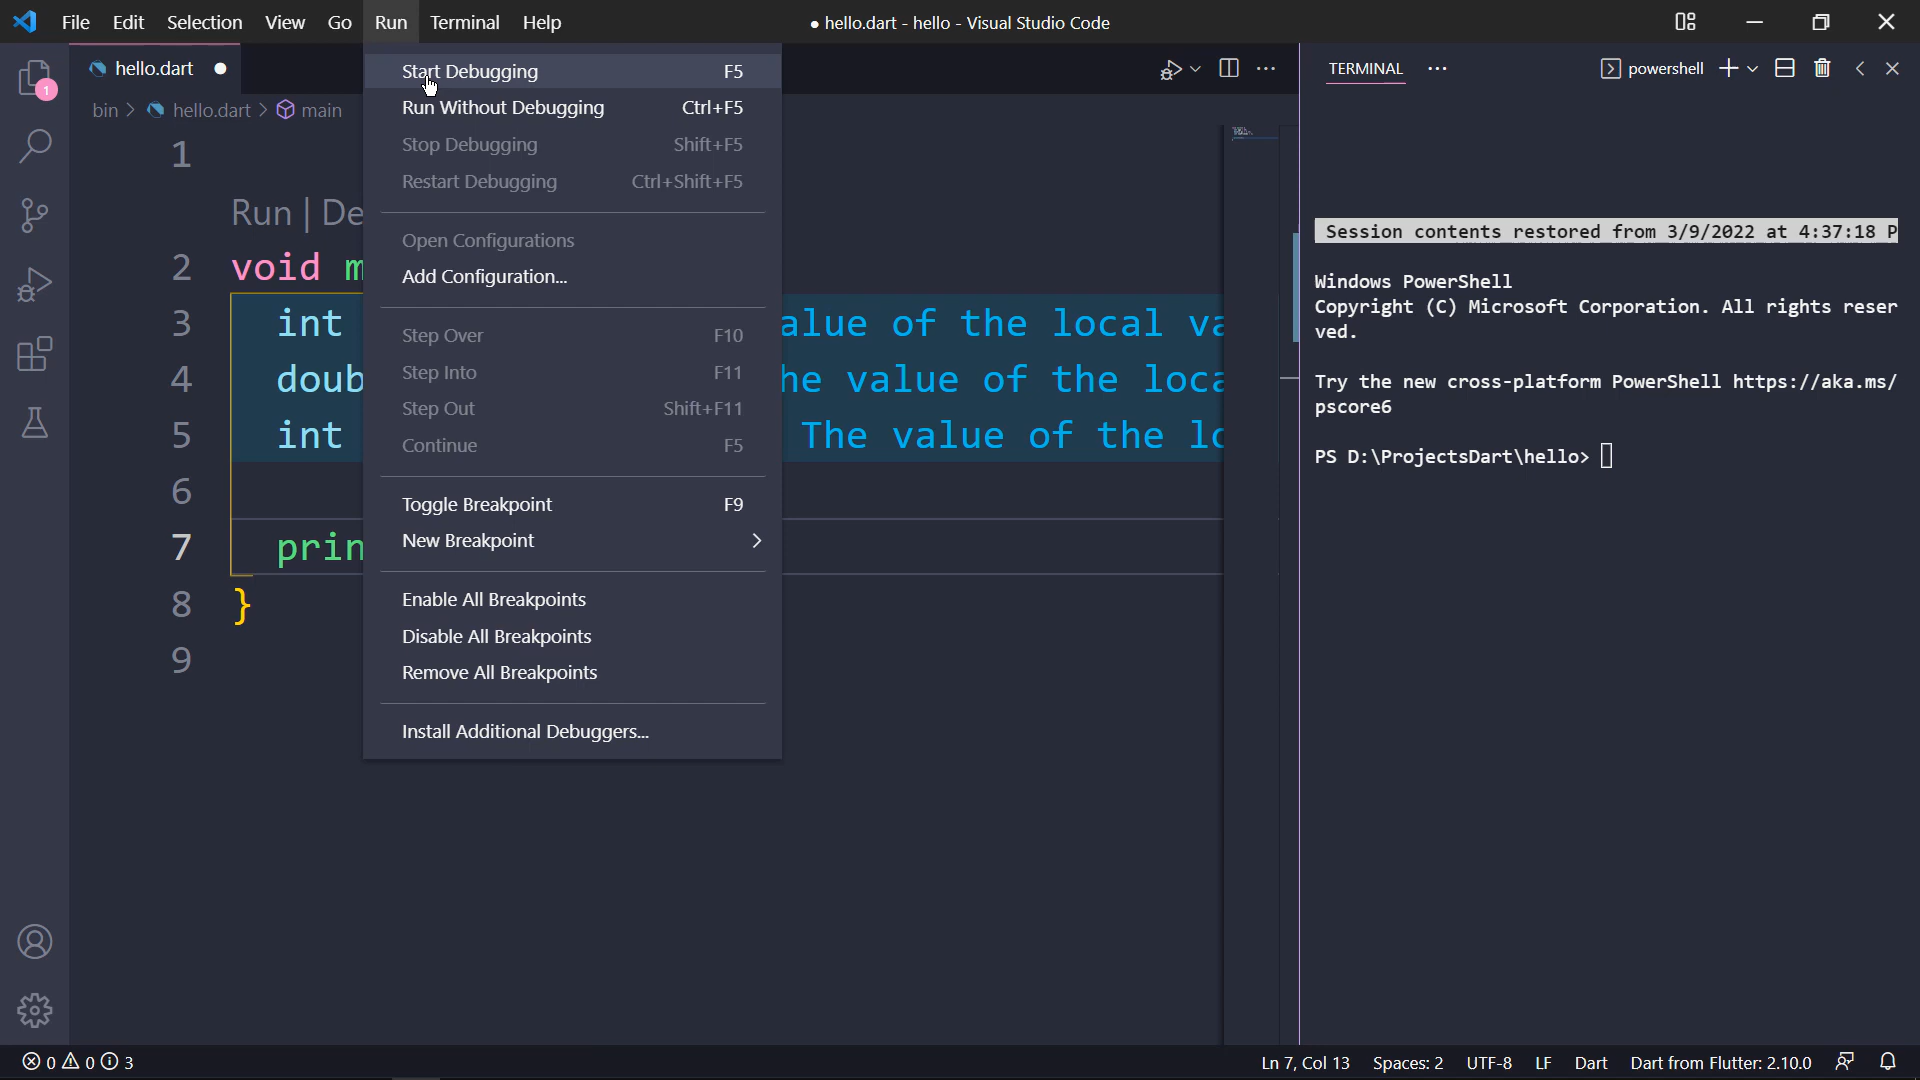 File Edit Selection View Go Run Terminal Help
● hello.dart - hello - Visual Studio Code
hello.dart
bin > hello.dart > main
1
Run | De
2 void m
3 int alue of the local va
4 doub he value of the loca
5 int The value of the lo
6
7 prin
8 }
9
Start Debugging F5
Run Without Debugging Ctrl+F5
Stop Debugging Shift+F5
Restart Debugging Ctrl+Shift+F5
Open Configurations
Add Configuration...
Step Over F10
Step Into F11
Step Out Shift+F11
Continue F5
Toggle Breakpoint F9
New Breakpoint
Enable All Breakpoints
Disable All Breakpoints
Remove All Breakpoints
Install Additional Debuggers...
1
TERMINAL
powershell
Session contents restored from 3/9/2022 at 4:37:18 P
Windows PowerShell
Copyright (C) Microsoft Corporation. All rights reser
ved.
Try the new cross-platform PowerShell https://aka.ms/
pscore6
PS D:\ProjectsDart\hello>
0 0 3
Ln 7, Col 13 Spaces: 2 UTF-8 LF Dart Dart from Flutter: 2.10.0